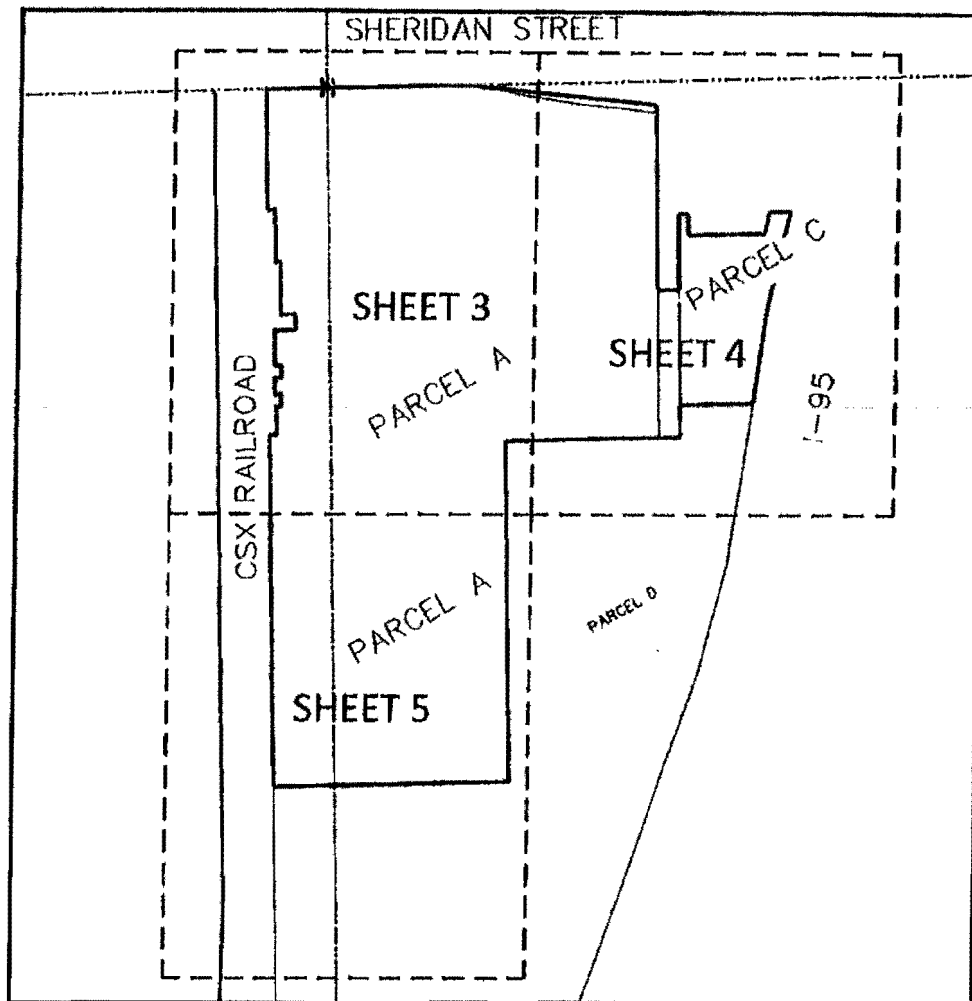 SHERIDAN STREET
PARCEL C
SHEET 3
SHEET 4
PARCEL A
I-95
CSX RAILROAD
PARCEL A
PARCEL D
SHEET 5